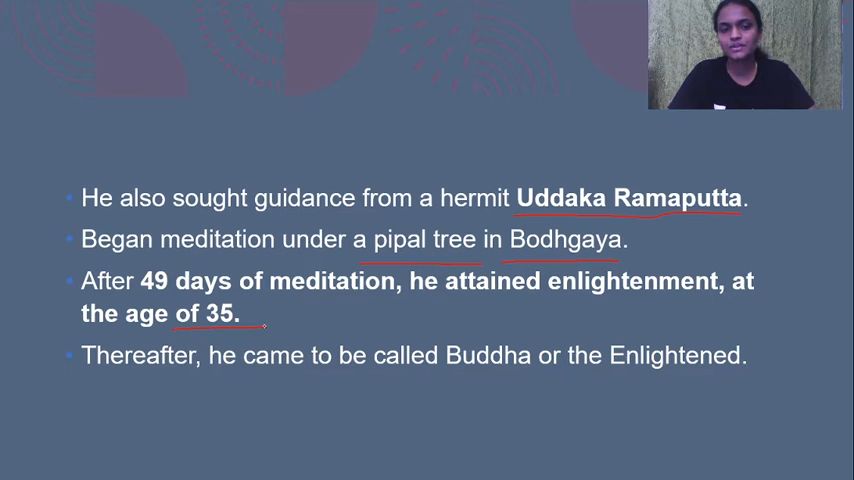 He also sought guidance from a hermit Uddaka Ramaputta.
Began meditation under a pipal tree in Bodhgaya.
After 49 days of meditation, he attained enlightenment, at
the age of 35.
Thereafter, he came to be called Buddha or the Enlightened.